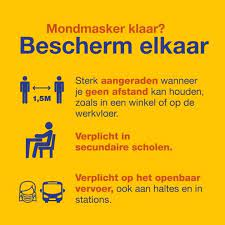 Mondmasker klaar?
Bescherm elkaar
Sterk aangeraden wanneer
je geen afstand kan houden,
zoals in een winkel of op de
werkvloer.
1,5M
Verplicht in
secundaire scholen.
Verplicht op het openbaar
vervoer, ook aan haltes en in
stations.